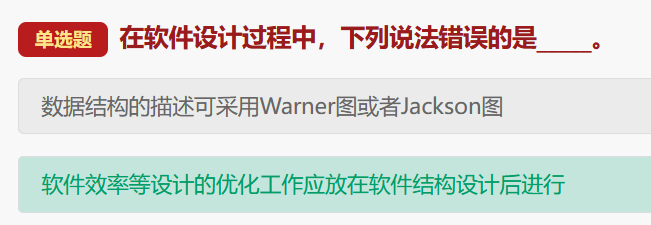 单选题 在软件设计过程中，下列说法错误的是_____。
数据结构的描述可采用Warner图或者Jackson图
软件效率等设计的优化工作应放在软件结构设计后进行